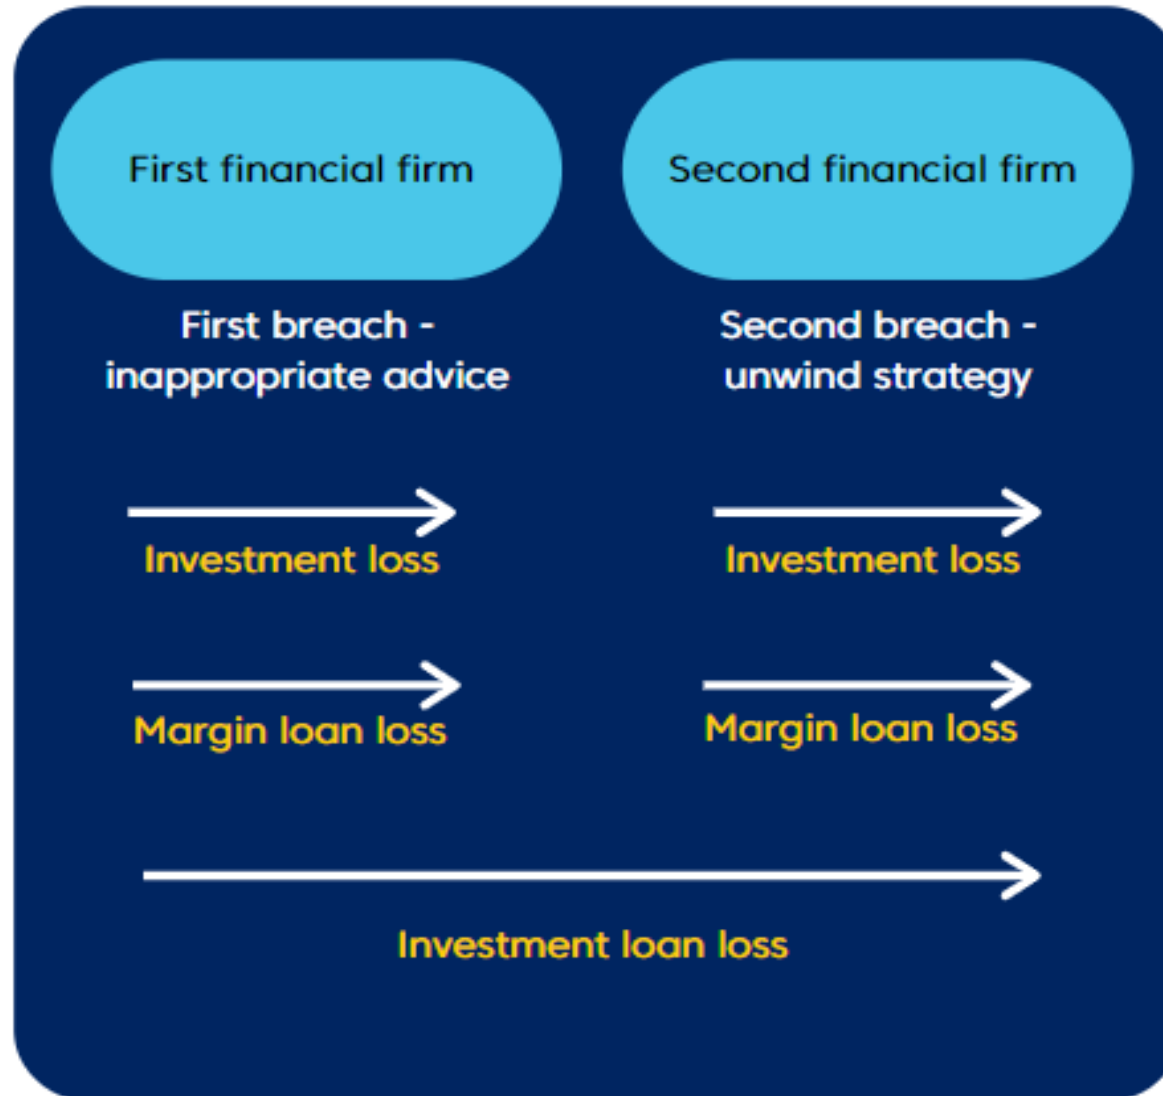 First financial firm
Second financial firm
First breach -
inappropriate advice
Second breach -
unwind strategy
Investment loss
Investment loss
Margin loan loss
Margin loan loss
Investment loan loss